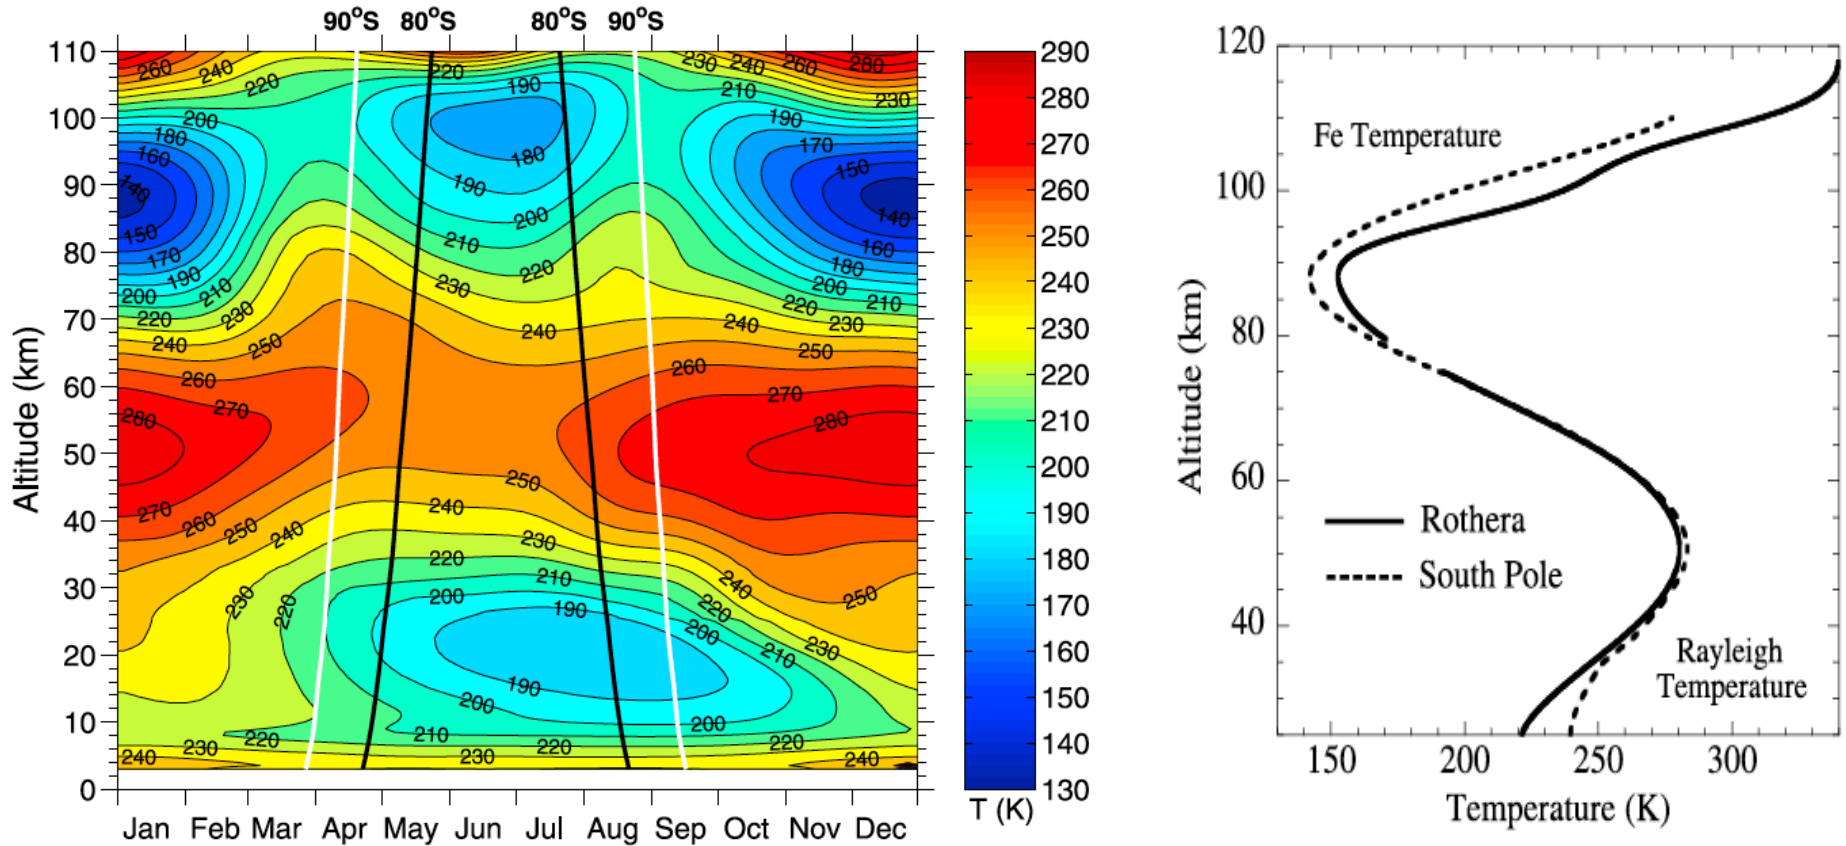 90°S 80°S 80°S 90°S
110
100
90
80
70
60
50
40
30
20
10
0
Altitude (km)
260 240 220 220 190 230 240 260 280
210 230
200 180 160 140 150 170 190 200 210 220 230 240 250 260 270 280
180 190 200 210 220 230 240 250 260
190 170 150 140 160 180 200 210 220 230 240 250 270 280
270 260 250 240 230 220
250 240 230 220 210 200 190 190 200 210 220 230
240 220 200 210 230 250 200 220
240 230 220 230 220 240
Jan Feb Mar Apr May Jun Jul Aug Sep Oct Nov Dec
290
280
270
260
250
240
230
220
210
200
190
180
170
160
150
140
130
T (K)
120
100
80
60
40
Altitude (km)
Fe Temperature
Rothera
South Pole
Rayleigh
Temperature
150 200 250 300
Temperature (K)